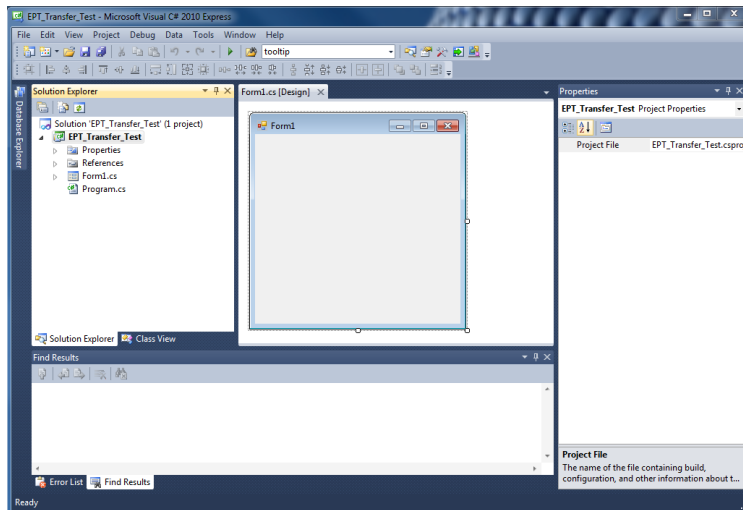 EPT_Transfer_Test - Microsoft Visual C# 2010 Express
File Edit View Project Debug Data Tools Window Help
tooltip
Database Explorer
Solution Explorer
Solution 'EPT_Transfer_Test' (1 project)
EPT_Transfer_Test
Properties
References
Form1.cs
Program.cs
Solution Explorer Class View
Form1.cs [Design]
Form1
Properties
EPT_Transfer_Test Project Properties
Project File EPT_Transfer_Test.cspro
Find Results
Error List Find Results
Project File
The name of the file containing build,
configuration, and other information about t...
Ready